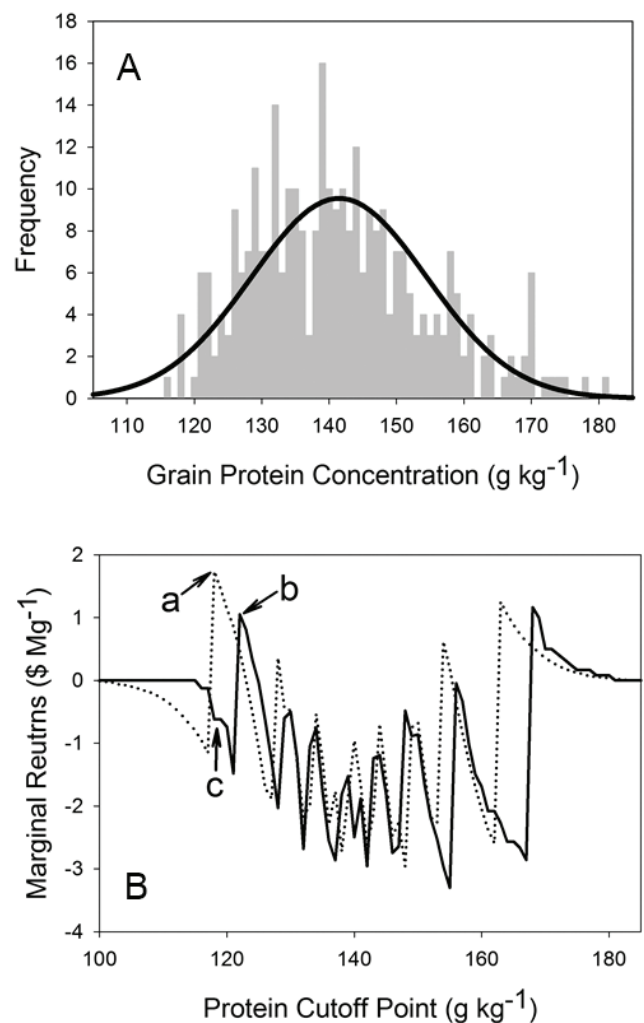 A
18
16
14
12
10
8
6
4
2
0
Frequency
110 120 130 140 150 160 170 180
Grain Protein Concentration (g kg-1)
2
1
0
-1
-2
-3
-4
Marginal Reutrns ($ Mg-1)
a
b
c
B
100 120 140 160 180
Protein Cutoff Point (g kg-1)